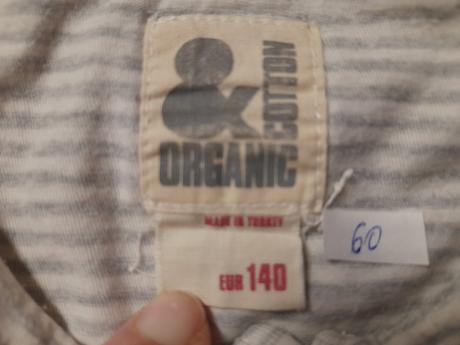 &
COTTON
ORGANIC
MADE IN TURKEY
EUR 140
60